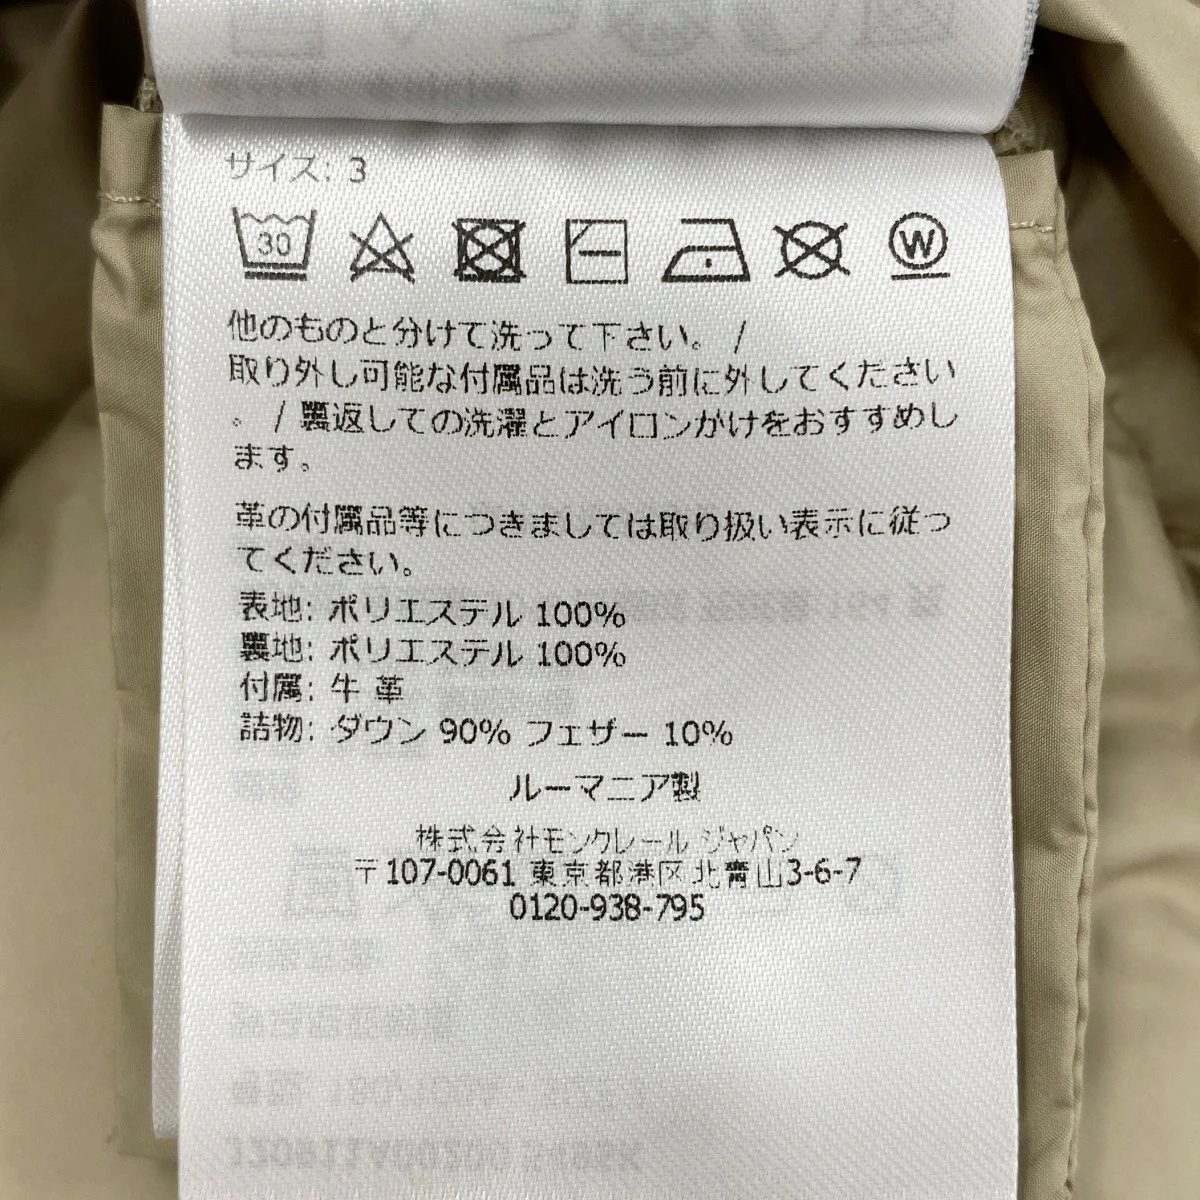 サイズ: 3
30
W
他のものと分けて洗って下さい。 /
取り外し可能な付属品は洗う前に外してください
。 / 裏返しての洗濯とアイロンがけをおすすめし
ます。
革の付属品等につきましては取り扱い表示に従っ
てください。
表地: ポリエステル 100%
裏地: ポリエステル 100%
付属: 牛 革
詰物: ダウン 90% フェザー 10%
ルーマニア製
株式会社モンクレール ジャパン
〒107-0061 東京都港区北青山3-6-7
0120-938-795